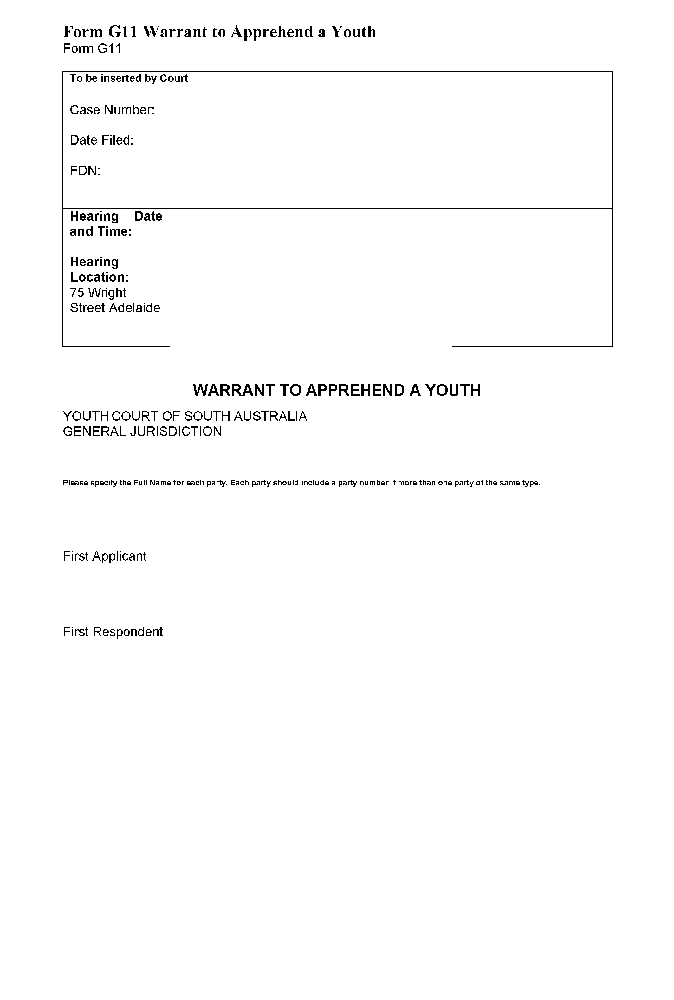 Form G11 Warrant to Apprehend a Youth
Form G11
To be inserted by Court
Case Number:
Date Filed:
FDN:
Hearing Date
and Time:
Hearing
Location:
75 Wright
Street Adelaide
WARRANT TO APPREHEND A YOUTH
YOUTH COURT OF SOUTH AUSTRALIA
GENERAL JURISDICTION
Please specify the Full Name for each party. Each party should include a party number if more than one party of the same type.
First Applicant
First Respondent